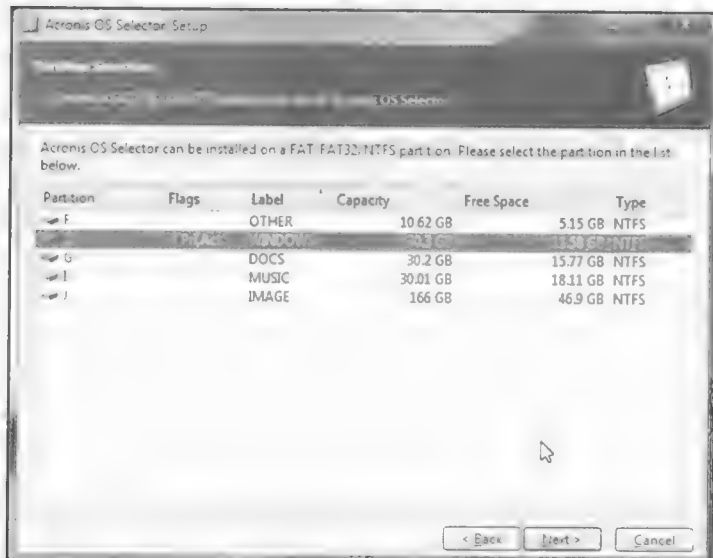 Acronis OS Selector Setup
OS Selector
Acronis OS Selector can be installed on a FAT FAT32/NTFS partition. Please select the partition in the list
below.
Partition Flags Label Capacity Free Space Type
F OTHER 10.62 GB 5.15 GB NTFS
NTFS
G DOCS 30.2 GB 15.77 GB NTFS
I MUSIC 30.01 GB 18.11 GB NTFS
J IMAGE 166 GB 46.9 GB NTFS
< Back Next > Cancel